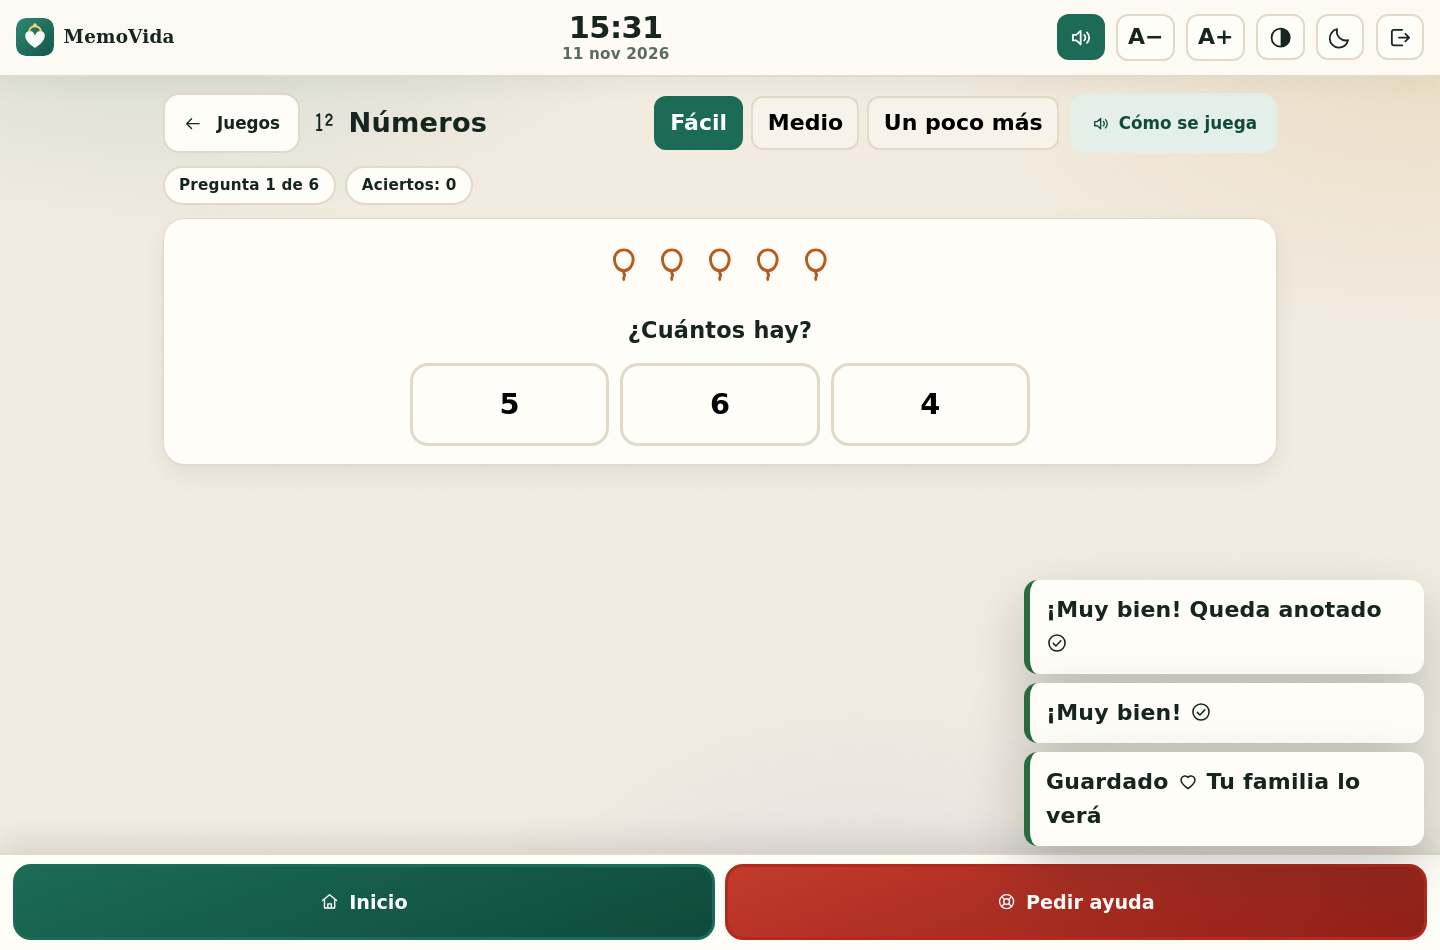 MemoVida
15:31
11 nov 2026
A−
A+
Juegos
12 Números
Fácil
Medio
Un poco más
Cómo se juega
Pregunta 1 de 6
Aciertos: 0
¿Cuántos hay?
5
6
4
¡Muy bien! Queda anotado
¡Muy bien!
Guardado Tu familia lo
verá
Inicio
Pedir ayuda